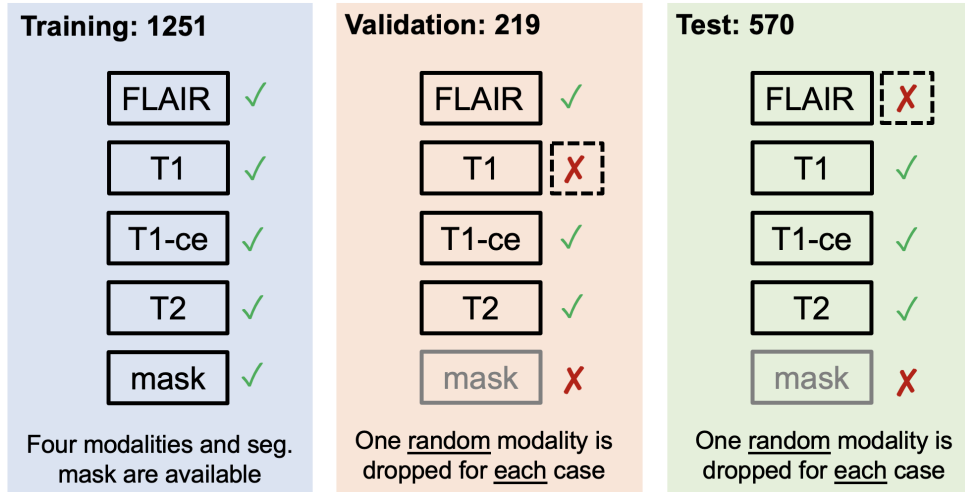 Training: 1251
FLAIR ✓
T1 ✓
T1-ce ✓
T2 ✓
mask ✓
Four modalities and seg.
mask are available
Validation: 219
FLAIR ✓
T1 ✗
T1-ce ✓
T2 ✓
mask ✗
One random modality is
dropped for each case
Test: 570
FLAIR ✗
T1 ✓
T1-ce ✓
T2 ✓
mask ✗
One random modality is
dropped for each case